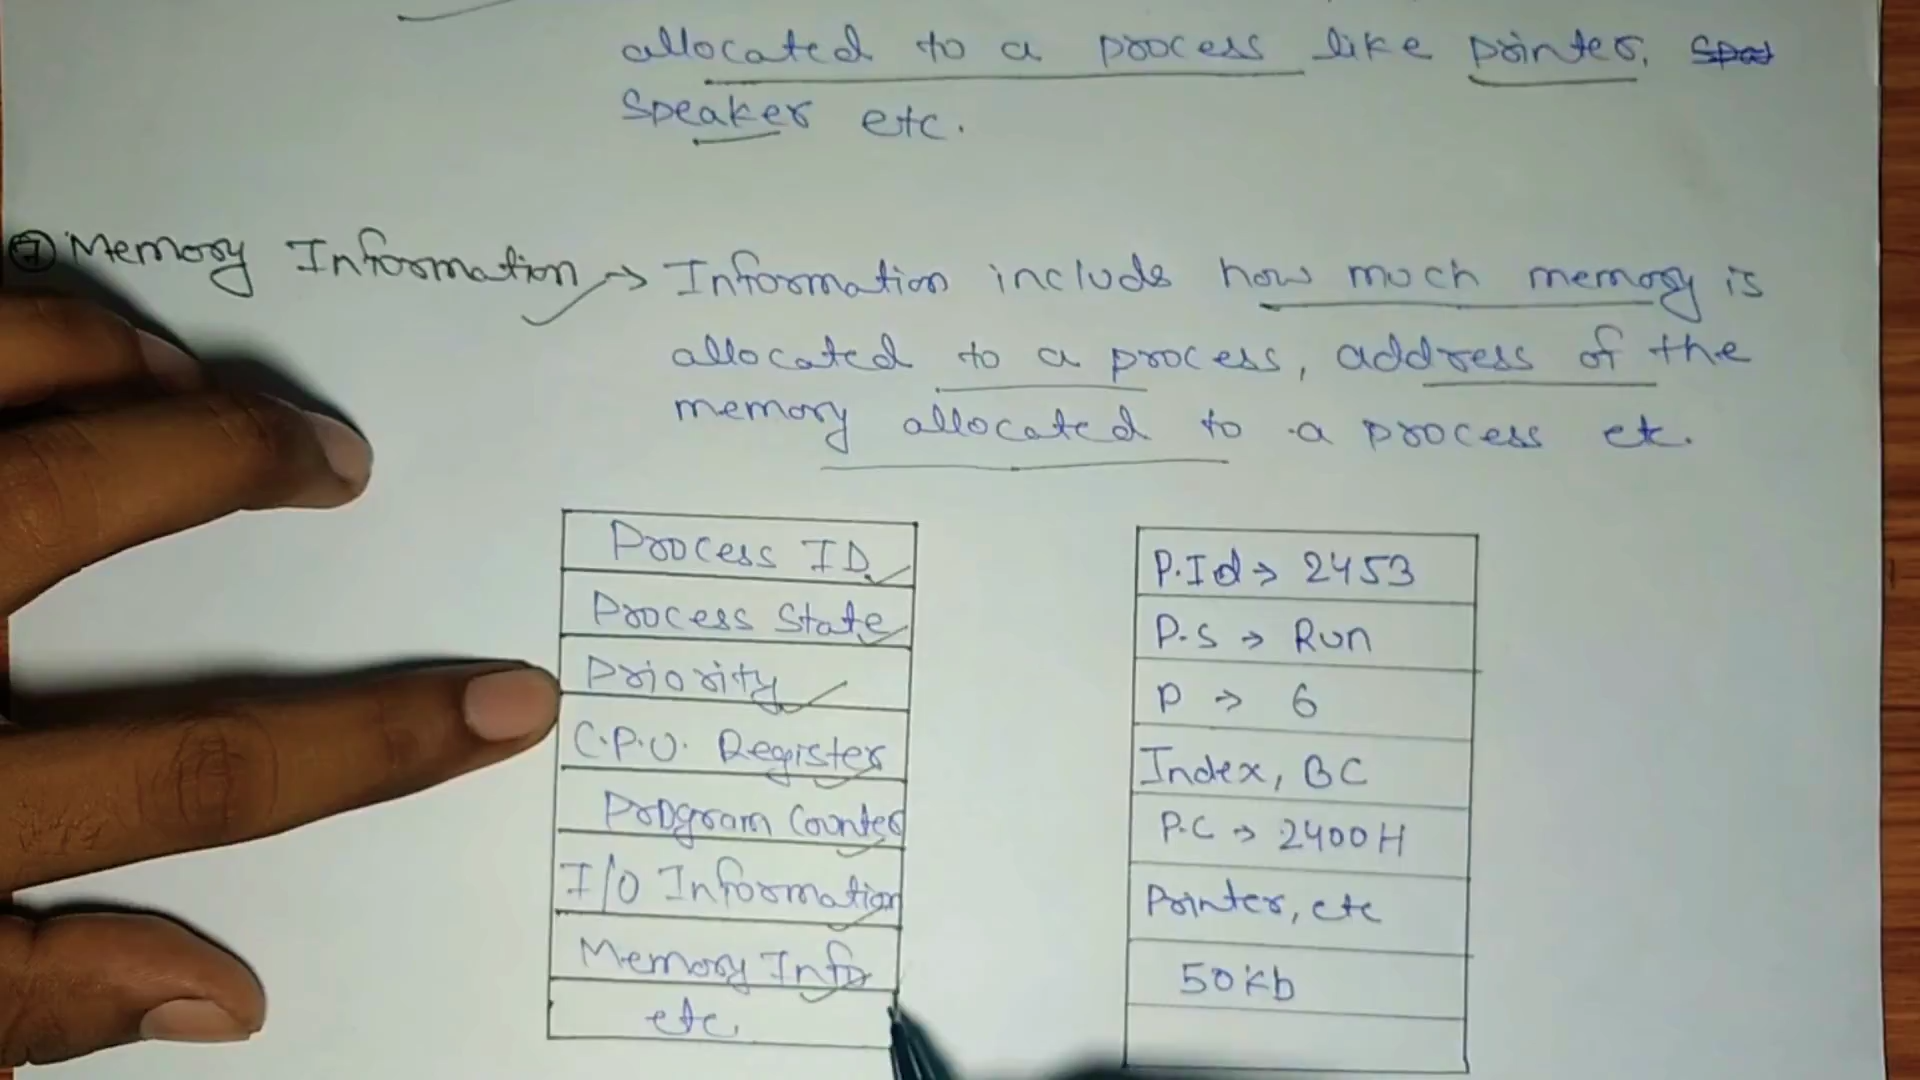 allocated to a process like printer,
Speaker etc.
⑦ Memory Information → Information include how much memory is
allocated to a process, address of the
memory allocated to a process etc.
Process ID
Process State
Priority
C.P.U. Register
Program Counter
I/O Information
Memory Info
etc.
P.Id → 2453
P.S → Run
P → 6
Index, BC
P.C → 2400H
Printer, etc
50kb